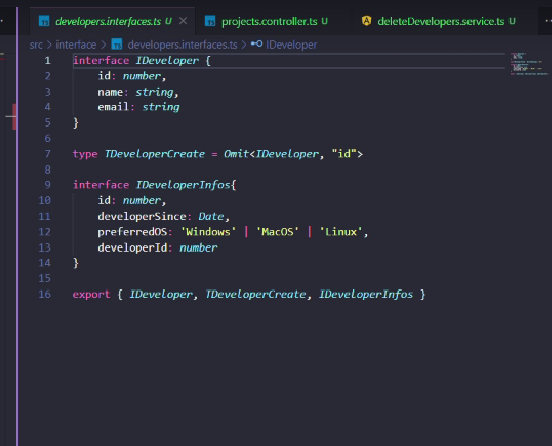 developers.interfaces.ts U projects.controller.ts U deleteDevelopers.service.ts U
src > interface > developers.interfaces.ts > IDeveloper
1 interface IDeveloper {
2 id: number,
3 name: string,
4 email: string
5 }
6
7 type TDeveloperCreate = Omit<IDeveloper, "id">
8
9 interface IDeveloperInfos{
10 id: number,
11 developerSince: Date,
12 preferredOS: 'Windows' | 'MacOS' | 'Linux',
13 developerId: number
14 }
15
16 export { IDeveloper, TDeveloperCreate, IDeveloperInfos }